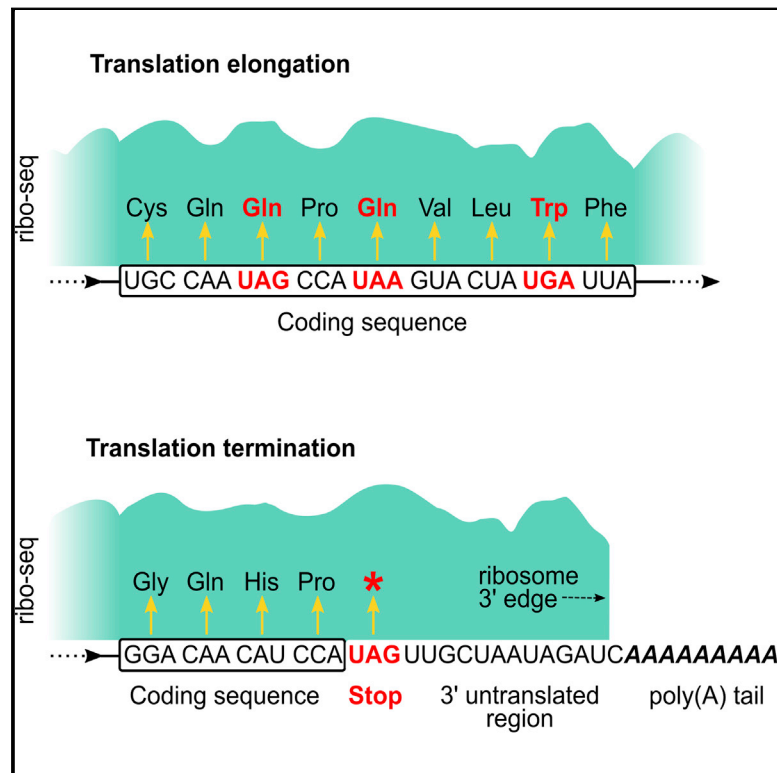 Translation elongation
ribo-seq
Cys Gln Gln Pro Gln Val Leu Trp Phe
UGC CAA UAG CCA UAA GUA CUA UGA UUA
Coding sequence
Translation termination
ribo-seq
Gly Gln His Pro *
ribosome
3' edge
GGA CAA CAU CCA UAG UUGCUAAUAGAUCAAAAAAAAA
Coding sequence Stop 3' untranslated
region
poly(A) tail